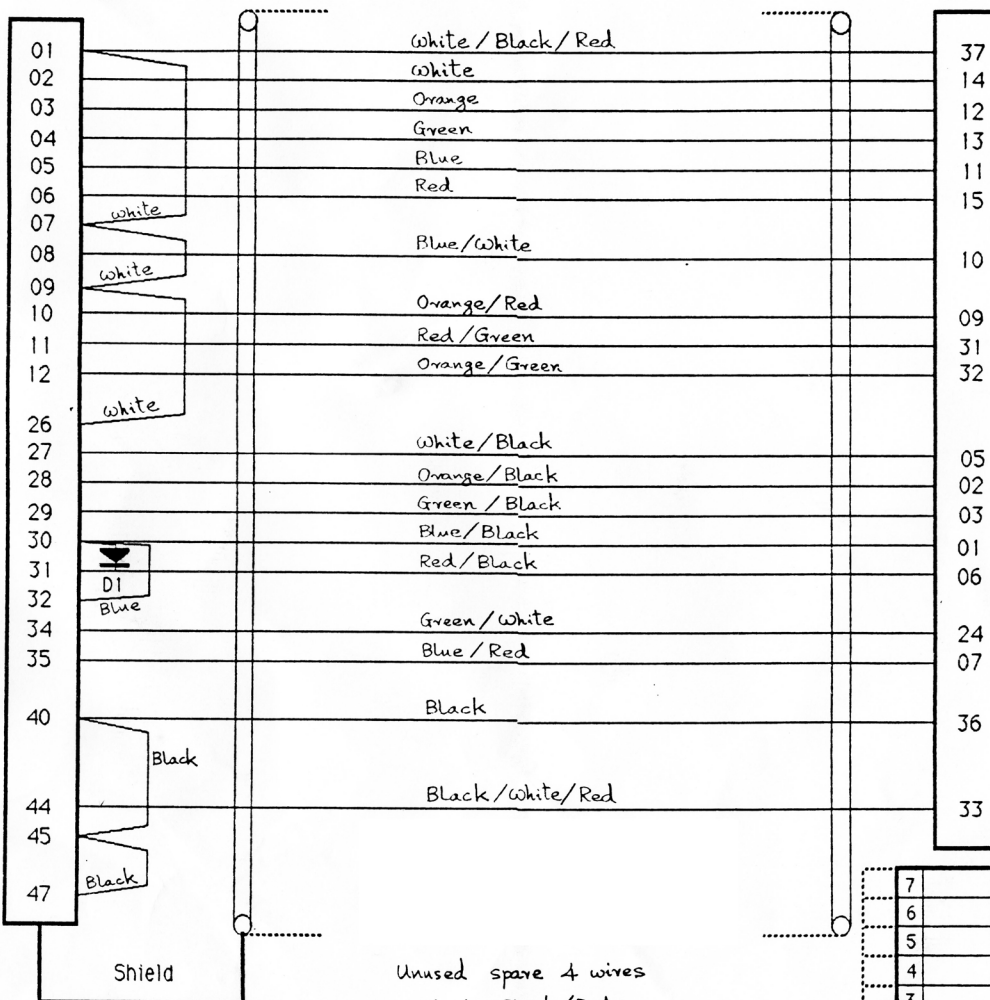 01 White/Black/Red 37
02 White 14
03 Orange 12
04 Green 13
05 Blue 11
06 Red 15
07 White
08 Blue/White 10
09 White
10 Orange/Red 09
11 Red/Green 31
12 Orange/Green 32
26 White
27 White/Black 05
28 Orange/Black 02
29 Green/Black 03
30 Blue/Black 01
31 D1 Red/Black 06
32 Blue
34 Green/White 24
35 Blue/Red 07
40 Black 36
Black
44 Black/White/Red 33
45
47 Black
7
6
5
4
Shield
Unused spare 4 wires